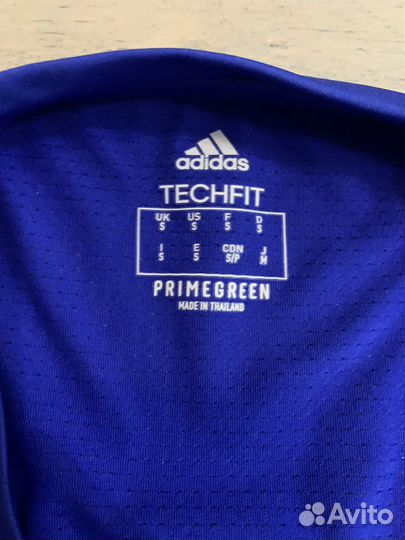 adidas
TECHFIT
UK US F D
S S S S
I E CDN J
S S S/P M
PRIMEGREEN
MADE IN THAILAND
Avito